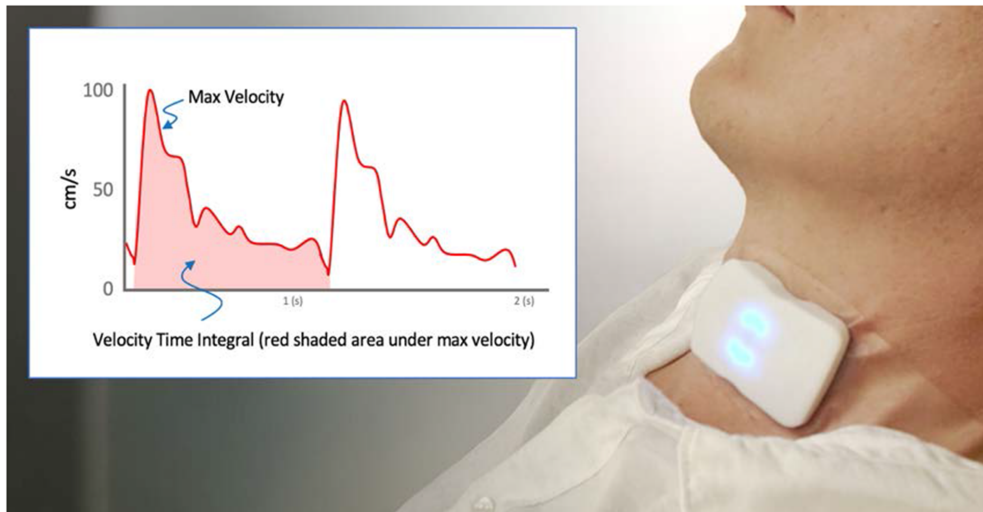 100
Max Velocity
cm/s
50
0
1 (s)
2 (s)
Velocity Time Integral (red shaded area under max velocity)